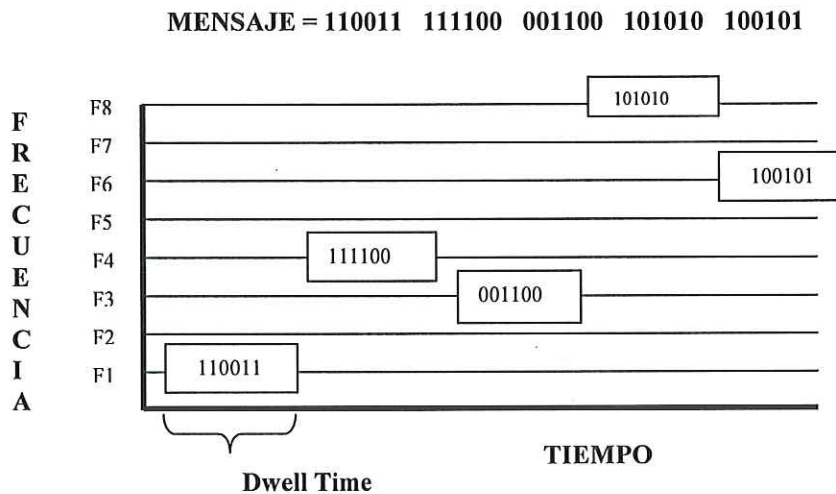 MENSAJE = 110011 111100 001100 101010 100101
FRECUENCIA
F8
101010
F7
F6
100101
F5
F4
111100
F3
001100
F2
F1
110011
TIEMPO
Dwell Time